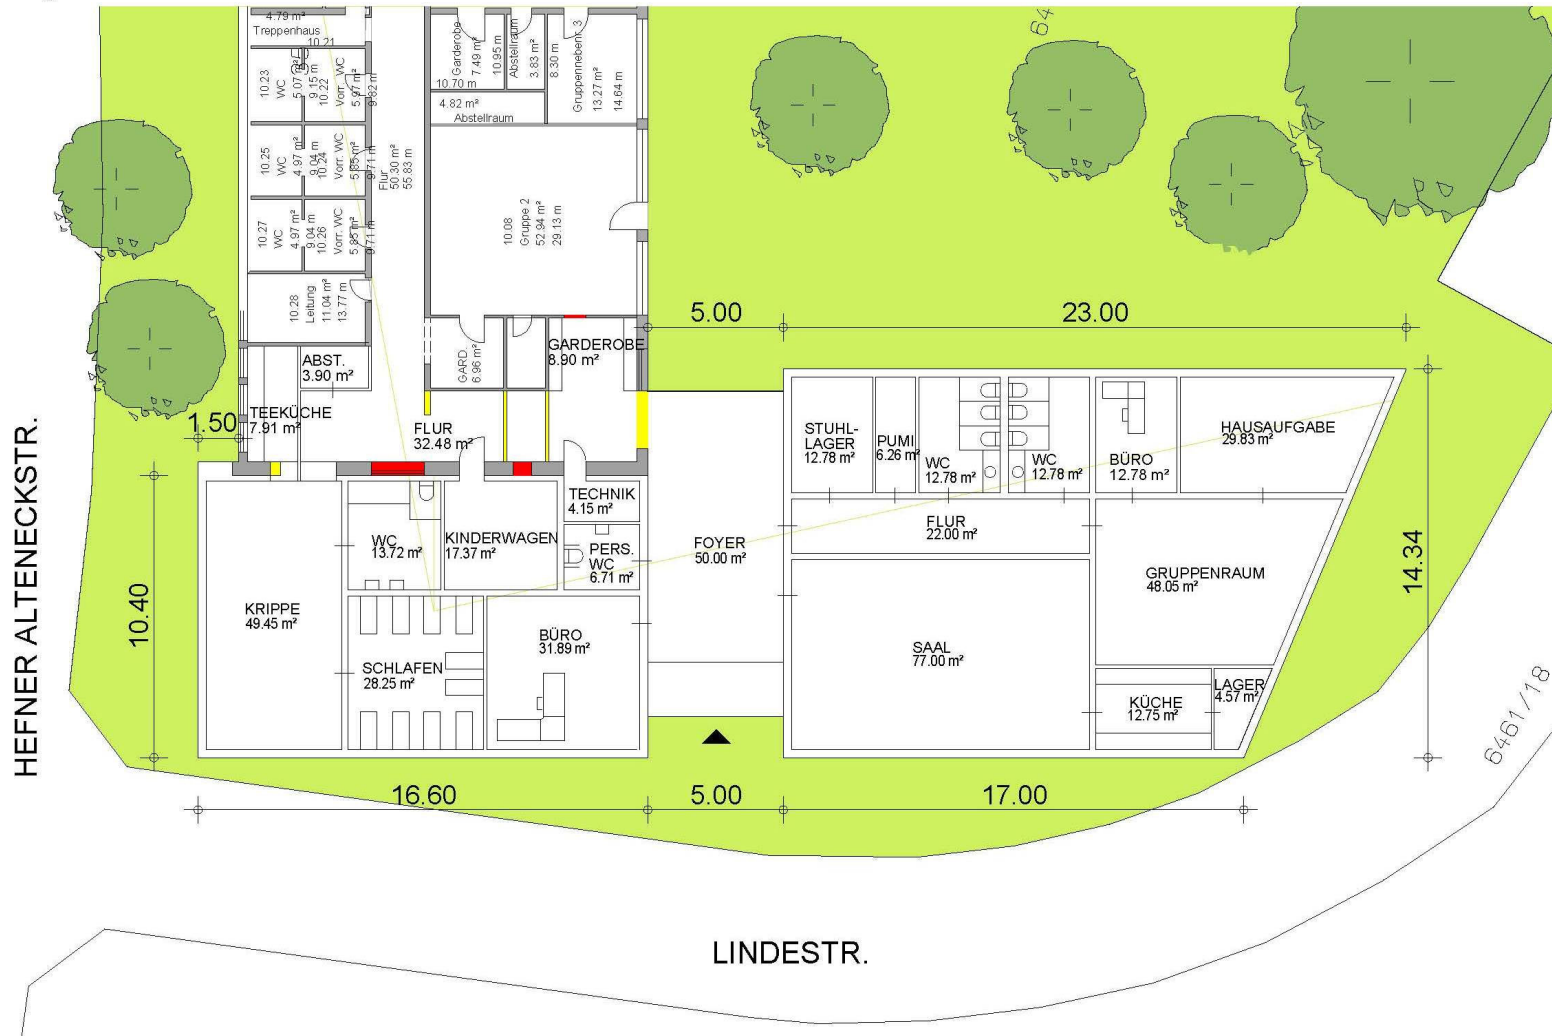 4.79 m²
Treppenhaus
10.21
10.23
WC
5.07 m²
9.15 m
10.22
Vorr. WC
5.97 m²
9.82 m
10.25
WC
4.97 m²
9.04 m
10.24
Vorr. WC
5.85 m²
9.71 m
10.27
WC
4.97 m²
9.04 m
10.26
Vorr. WC
5.85 m²
9.71 m
10.28
Leitung
11.04 m²
13.77 m
Flur
50.30 m²
55.83 m
Garderobe
7.49 m²
10.95 m
10.70 m
Abstellraum
3.83 m²
8.30 m
Gruppennebenr. 3
13.27 m²
14.64 m
4.82 m²
Abstellraum
10.08
Gruppe 2
52.94 m²
29.13 m
64
5.00
23.00
ABST.
3.90 m²
GARD.
6.96 m²
GARDEROBE
8.90 m²
1.50
TEEKÜCHE
7.91 m²
FLUR
32.48 m²
STUHL-
LAGER
12.78 m²
PUMI
6.26 m²
WC
12.78 m²
WC
12.78 m²
BÜRO
12.78 m²
HAUSAUFGABE
29.83 m²
TECHNIK
4.15 m²
WC
13.72 m²
KINDERWAGEN
17.37 m²
PERS.
WC
6.71 m²
FOYER
50.00 m²
FLUR
22.00 m²
GRUPPENRAUM
48.05 m²
14.34
10.40
HEFNER ALTENECKSTR.
KRIPPE
49.45 m²
SCHLAFEN
28.25 m²
BÜRO
31.89 m²
SAAL
77.00 m²
KÜCHE
12.75 m²
LAGER
4.57 m²
6461/18
16.60
5.00
17.00
LINDESTR.